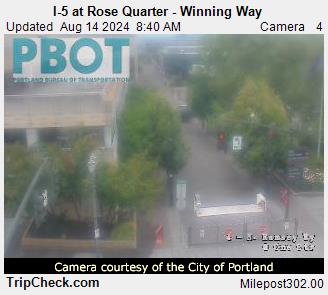 I-5 at Rose Quarter - Winning Way
Updated Aug 14 2024 8:40 AM Camera 4
PBOT
PORTLAND BUREAU OF TRANSPORTATION
Camera courtesy of the City of Portland
TripCheck.com Milepost302.00